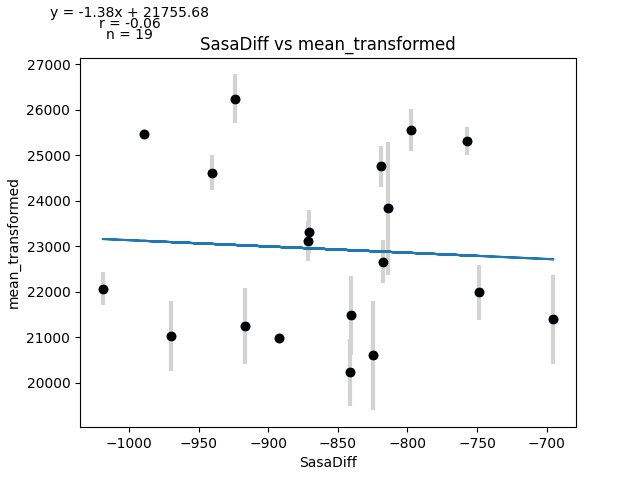 y = -1.38x + 21755.68
r = -0.06
n = 19
SasaDiff vs mean_transformed
27000
26000
25000
24000
23000
22000
21000
20000
mean_transformed
−1000
−950
−900
−850
−800
−750
−700
SasaDiff